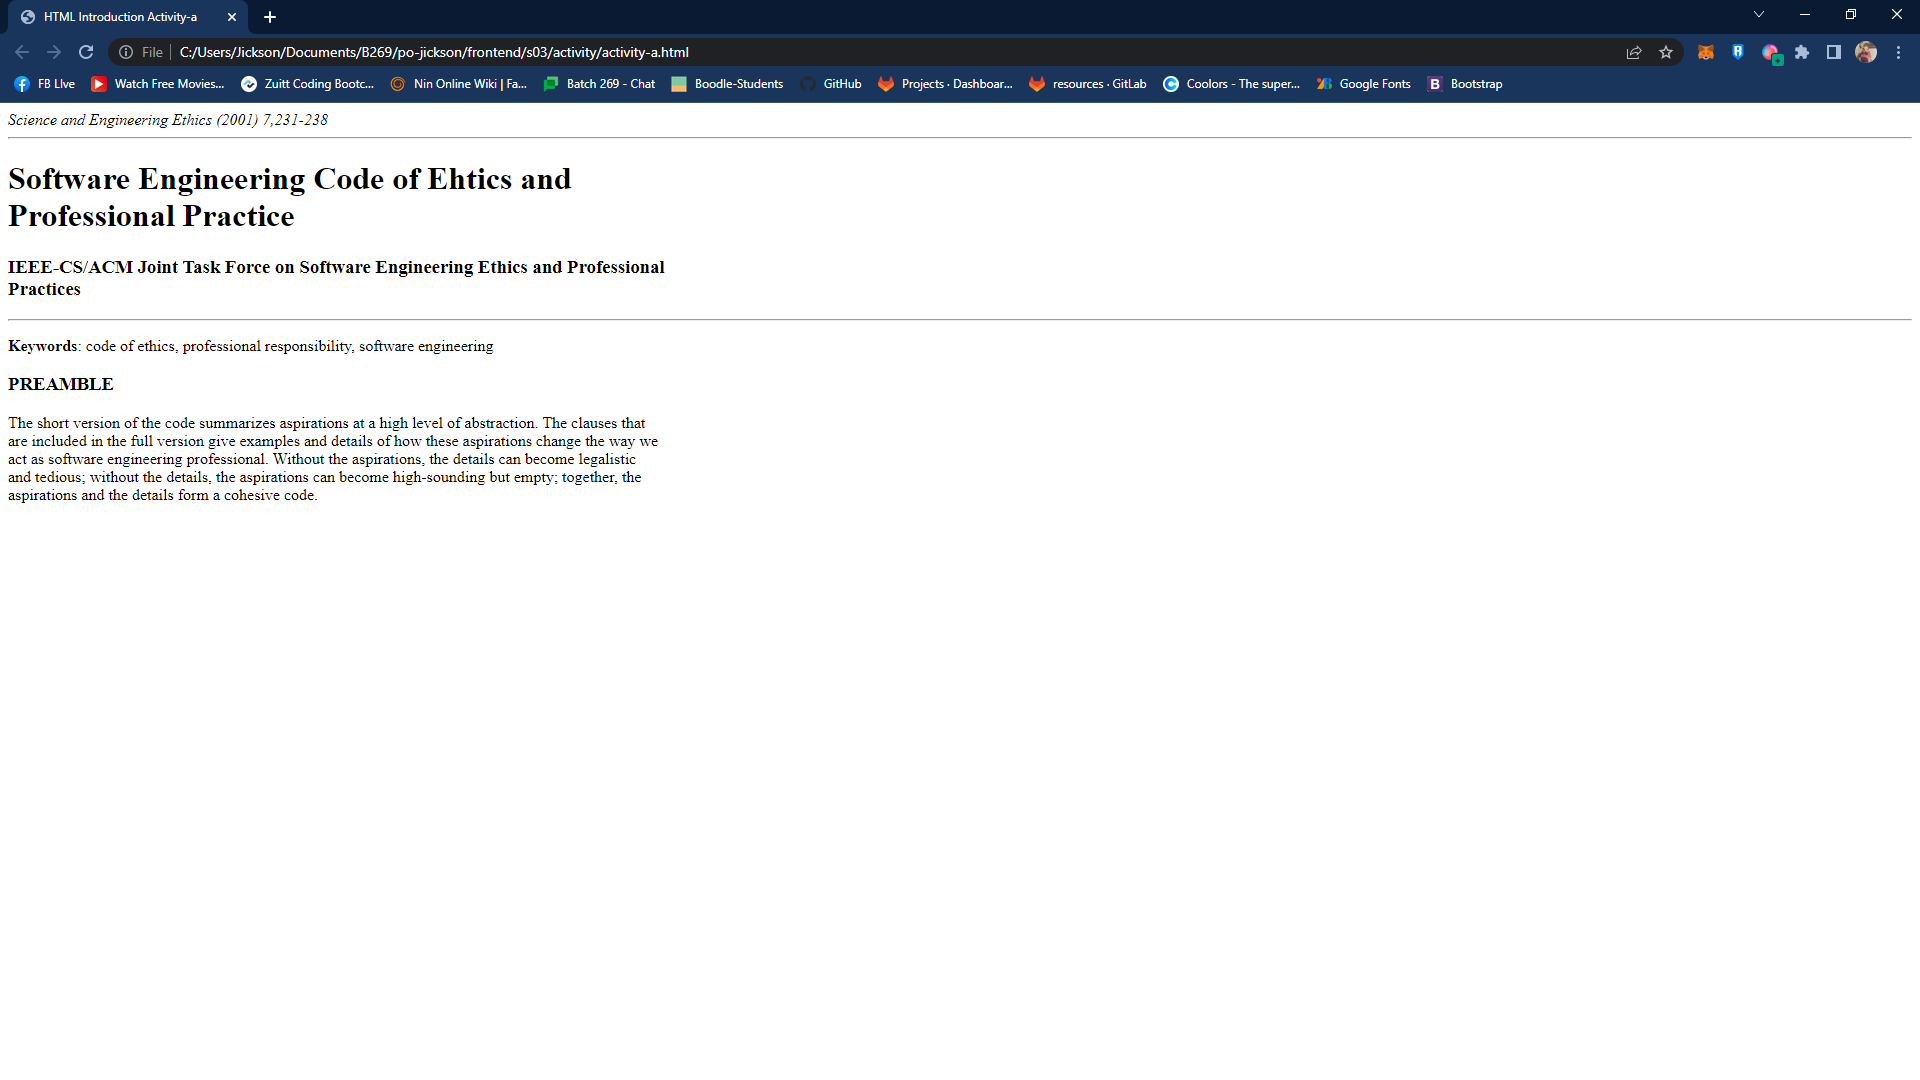 HTML Introduction Activity-a
File
C:/Users/Jickson/Documents/B269/po-jickson/frontend/s03/activity/activity-a.html
FB LIve
Watch Free Movies...
Zuitt Coding Bootc...
Nin Online Wiki | Fa...
Batch 269 - Chat
Boodle-Students
GitHub
Projects · Dashboar...
resources · GitLab
Coolors - The super...
Google Fonts
B Bootstrap
Science and Engineering Ethics (2001) 7,231-238
Software Engineering Code of Ehtics and
Professional Practice
IEEE-CS/ACM Joint Task Force on Software Engineering Ethics and Professional
Practices
Keywords: code of ethics, professional responsibility, software engineering
PREAMBLE
The short version of the code summarizes aspirations at a high level of abstraction. The clauses that
are included in the full version give examples and details of how these aspirations change the way we
act as software engineering professional. Without the aspirations, the details can become legalistic
and tedious; without the details, the aspirations can become high-sounding but empty; together, the
aspirations and the details form a cohesive code.